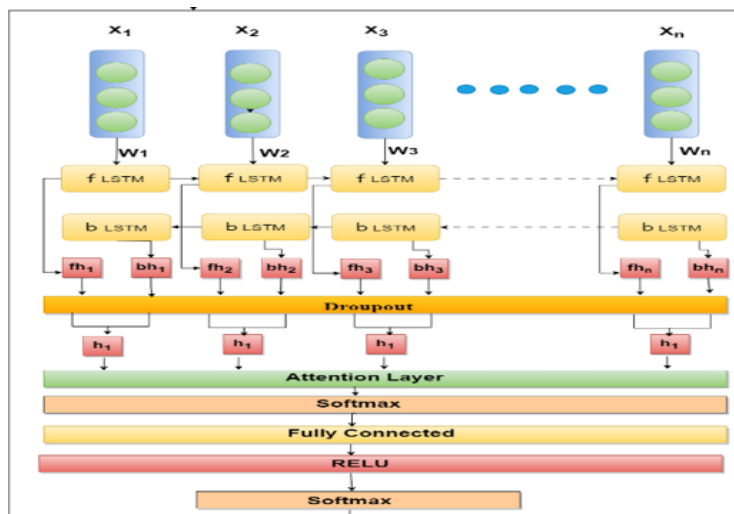 X1 X2 X3 Xn
W1 W2 W3 Wn
f LSTM f LSTM f LSTM f LSTM
b LSTM b LSTM b LSTM b LSTM
fh1 bh1 fh2 bh2 fh3 bh3 fhn bhn
Droupout
h1 h1 h1 h1
Attention Layer
Softmax
Fully Connected
RELU
Softmax